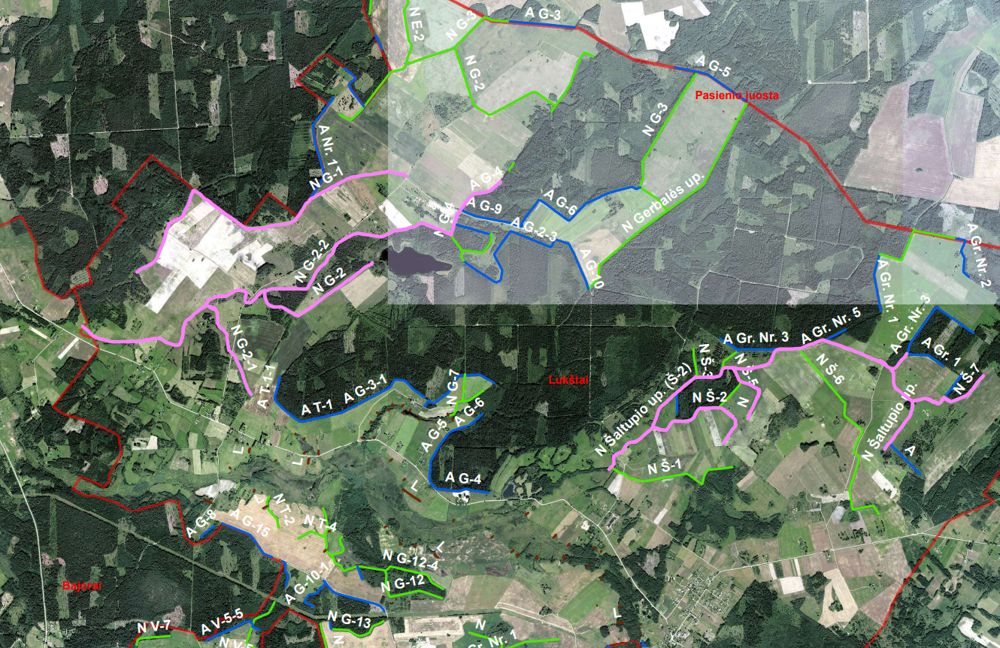 N E-2
N G-3
A G-3
N G-2
A G-5
Pasienio juosta
N G-3
A Nr. 11
N G-1
A G-4
N G-4
A G-9
A G-6
N Gerbalės up.
A G-2-3
A G-10
A Gr. Nr. 2
A Gr. Nr. 1
N G-2-2
N G-2
A Gr. Nr. 3
A Gr. Nr. 5
A Gr. Nr. 3
N G-2-1
A Gr. 1
N Š-3
N Š-5
N Š-6
N Š-7
A T-1-1
A G-3-1
A T-1
N G-7
A G-6
Lukštai
N Šaltupio up. (Š-2)
N Š-2
N
N Šaltupio up.
A G-5
L
L
A
N Š-1
A G-4
L
L
N T-2
A G-8
A G-15
N T-4
L
N G-12-4
N G-12
Bajorai
A G-10-1
L
N V-7
A V-5-5
N G-13
N
N
Gr. Nr. 1